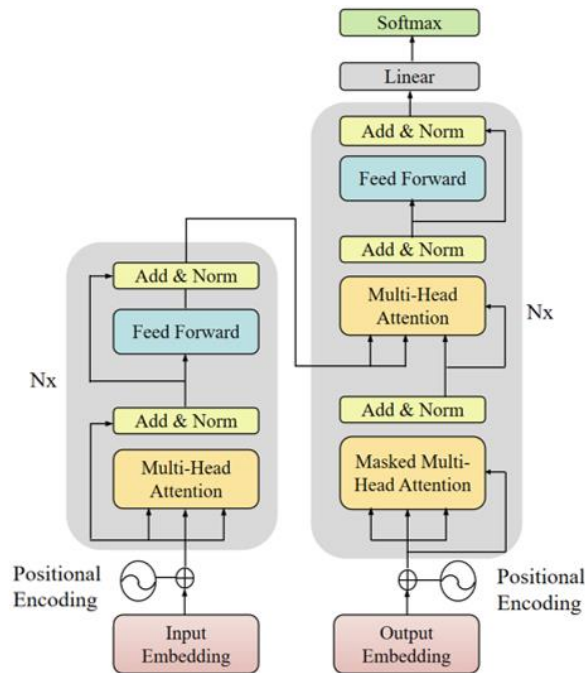 Softmax
Linear
Add & Norm
Feed Forward
Add & Norm
Multi-Head
Attention
Nx
Add & Norm
Masked Multi-
Head Attention
Positional
Encoding
Output
Embedding
Add & Norm
Feed Forward
Nx
Add & Norm
Multi-Head
Attention
Positional
Encoding
Input
Embedding